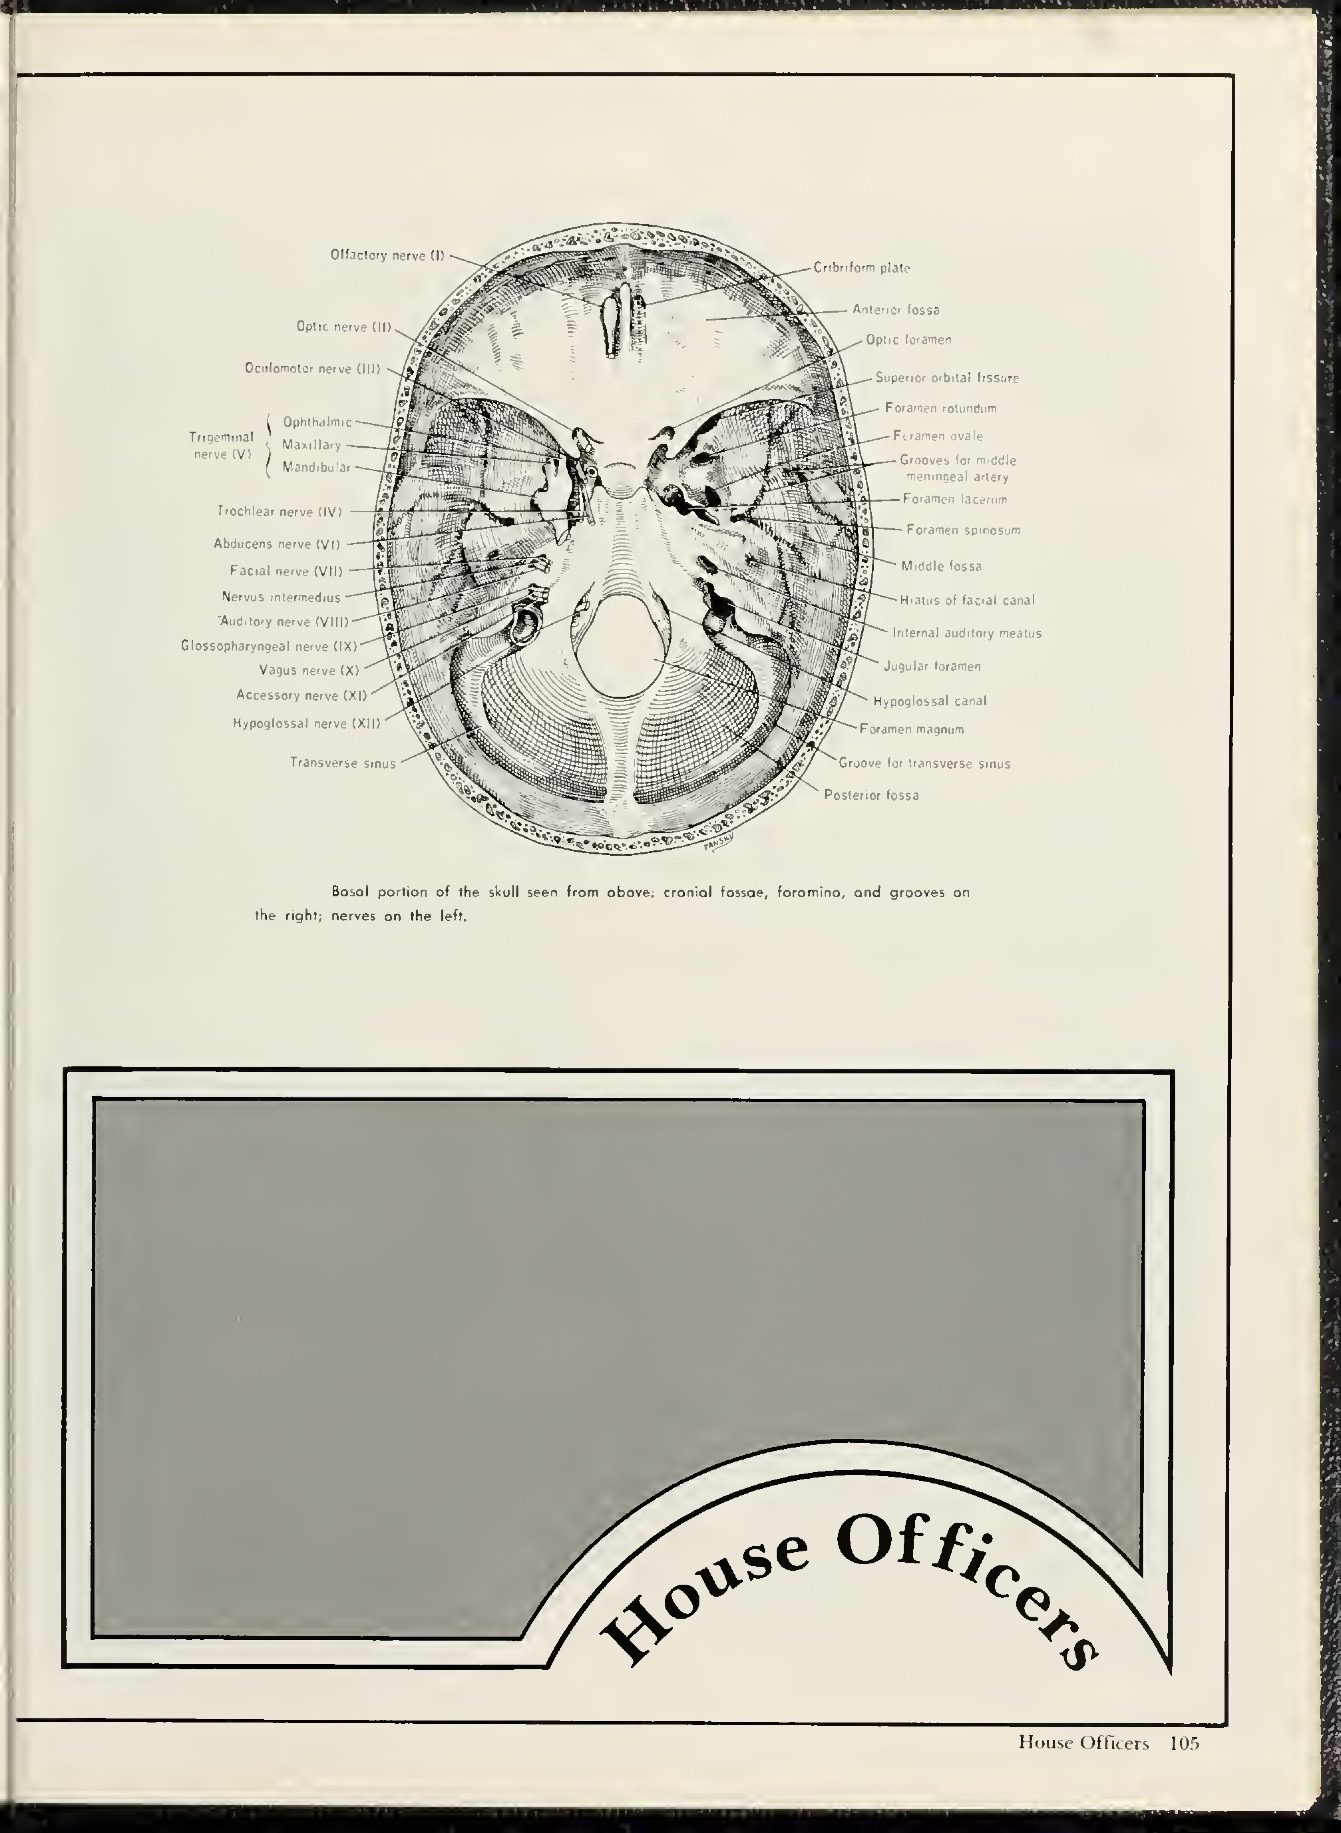 Olfactory nerve (I)
Optic nerve (II)
Oculomotor nerve (III)
Trigeminal
nerve (V)
Ophthalmic
Maxillary
Mandibular
Trochlear nerve (IV)
Abducens nerve (VI)
Facial nerve (VII)
Nervus intermedius
Auditory nerve (VIII)
Glossopharyngeal nerve (IX)
Vagus nerve (X)
Accessory nerve (XI)
Hypoglossal nerve (XII)
Transverse sinus
Cribriform plate
Anterior fossa
Optic foramen
Superior orbital fissure
Foramen rotundum
Foramen ovale
Grooves for middle
meningeal artery
Foramen lacerum
Foramen spinosum
Middle fossa
Hiatus of facial canal
Internal auditory meatus
Jugular foramen
Hypoglossal canal
Foramen magnum
Groove for transverse sinus
Posterior fossa
PANSKY
Basal portion of the skull seen from above; cranial fossae, foramina, and grooves on
the right; nerves on the left.
House Officers
House Officers 105